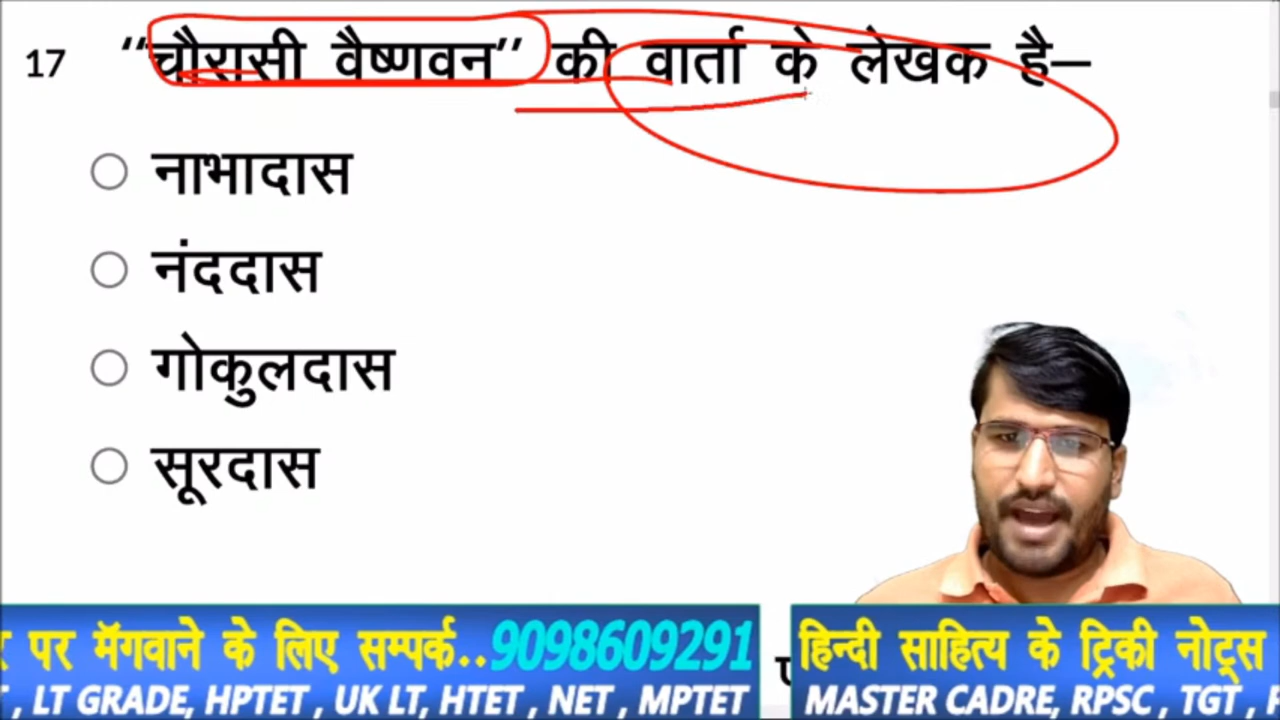 17 “चौरासी वैष्णवन” की वार्ता के लेखक है–
नाभादास
नंददास
गोकुलदास
सूरदास
पर मॅगवाने के लिए सम्पर्क..9098609291
हिन्दी साहित्य के ट्रिकी नोट्स
, LT GRADE, HPTET , UK LT, HTET , NET , MPTET
MASTER CADRE, RPSC , TGT ,